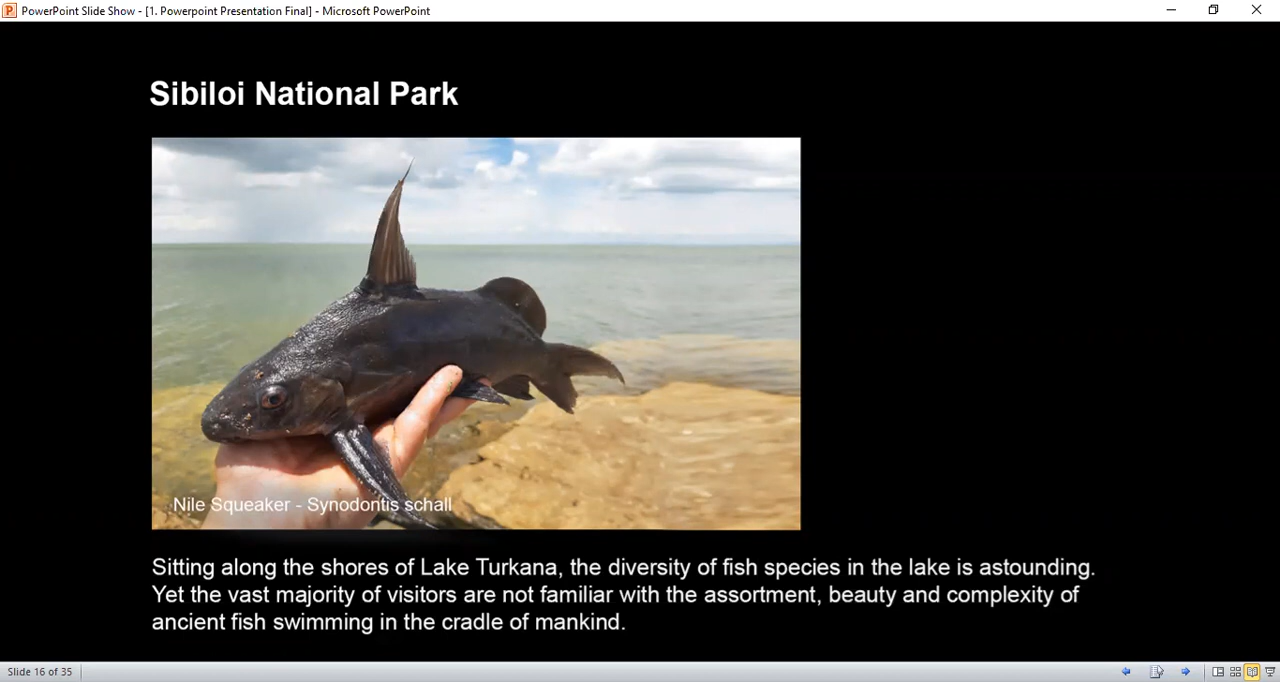 PowerPoint Slide Show - [1. Powerpoint Presentation Final] - Microsoft PowerPoint
Sibiloi National Park
Nile Squeaker - Synodontis schall
Sitting along the shores of Lake Turkana, the diversity of fish species in the lake is astounding.
Yet the vast majority of visitors are not familiar with the assortment, beauty and complexity of
ancient fish swimming in the cradle of mankind.
Slide 16 of 35